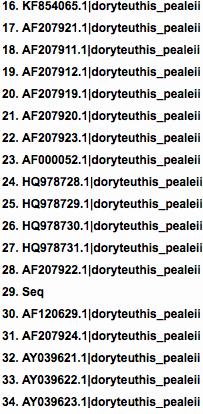 16. KF854065.1|doryteuthis_pealeii
17. AF207921.1|doryteuthis_pealeii
18. AF207911.1|doryteuthis_pealeii
19. AF207912.1|doryteuthis_pealeii
20. AF207919.1|doryteuthis_pealeii
21. AF207920.1|doryteuthis_pealeii
22. AF207923.1|doryteuthis_pealeii
23. AF000052.1|doryteuthis_pealeii
24. HQ978728.1|doryteuthis_pealeii
25. HQ978729.1|doryteuthis_pealeii
26. HQ978730.1|doryteuthis_pealeii
27. HQ978731.1|doryteuthis_pealeii
28. AF207922.1|doryteuthis_pealeii
29. Seq
30. AF120629.1|doryteuthis_pealeii
31. AF207924.1|doryteuthis_pealeii
32. AY039621.1|doryteuthis_pealeii
33. AY039622.1|doryteuthis_pealeii
34. AY039623.1|doryteuthis_pealeii